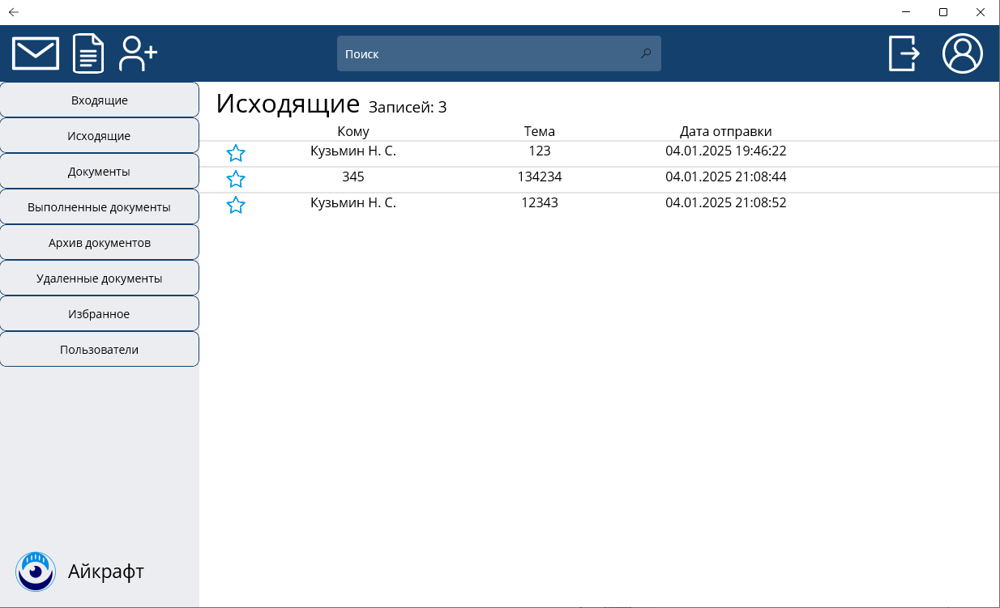 Поиск
Входящие
Исходящие
Документы
Выполненные документы
Архив документов
Удаленные документы
Избранное
Пользователи
Айкрафт
Исходящие Записей: 3
Кому Тема Дата отправки
Кузьмин Н. С. 123 04.01.2025 19:46:22
345 134234 04.01.2025 21:08:44
Кузьмин Н. С. 12343 04.01.2025 21:08:52